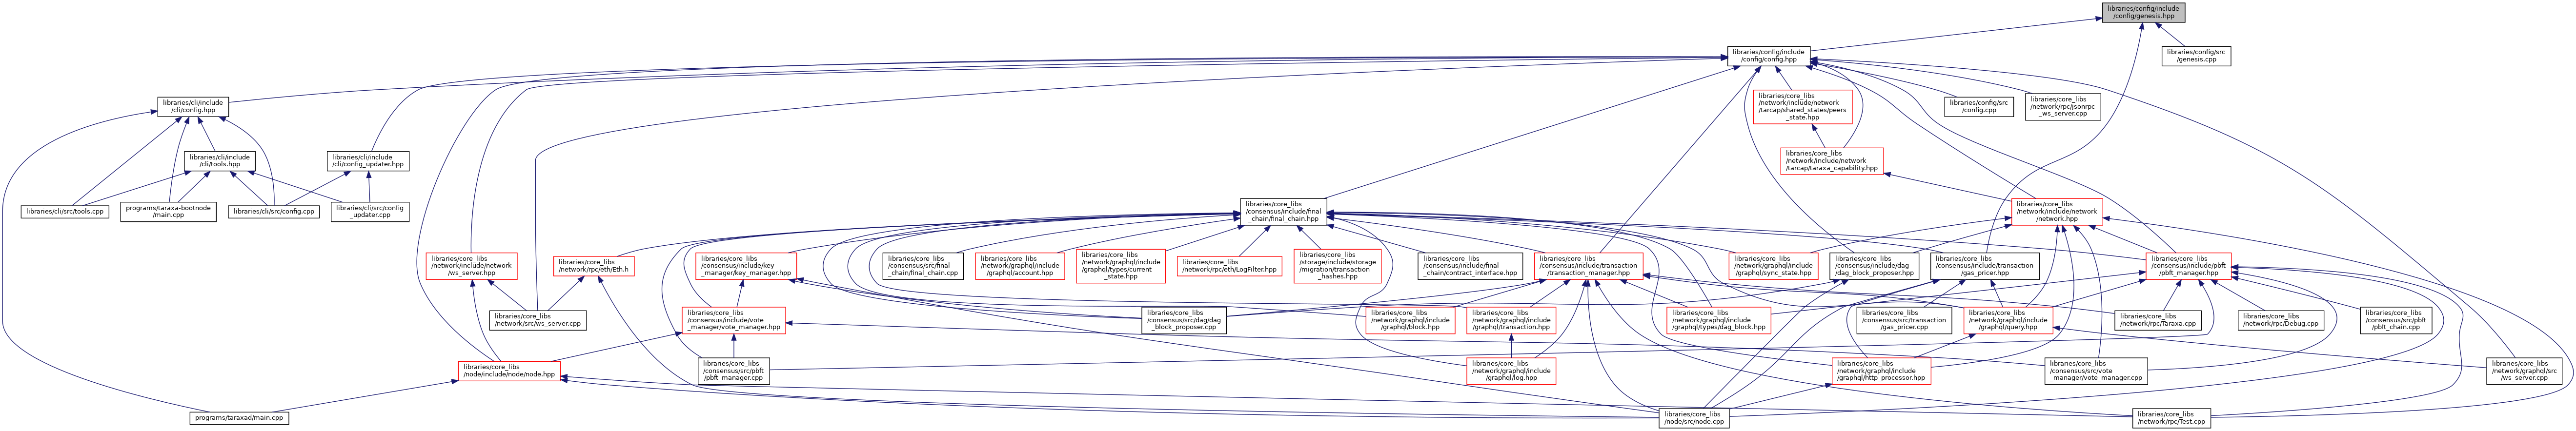 libraries/config/include
/config/genesis.hpp
libraries/config/include
/config/config.hpp
libraries/config/src
/genesis.cpp
libraries/cli/include
/cli/config.hpp
libraries/core_libs
/network/include/network
/tarcap/shared_states/peers
_state.hpp
libraries/config/src
/config.cpp
libraries/core_libs
/network/rpc/jsonrpc
_ws_server.cpp
libraries/cli/include
/cli/tools.hpp
libraries/cli/include
/cli/config_updater.hpp
libraries/core_libs
/network/include/network
/tarcap/taraxa_capability.hpp
libraries/cli/src/tools.cpp
programs/taraxa-bootnode
/main.cpp
libraries/cli/src/config.cpp
libraries/cli/src/config
_updater.cpp
libraries/core_libs
/consensus/include/final
_chain/final_chain.hpp
libraries/core_libs
/network/include/network
/network.hpp
libraries/core_libs
/network/include/network
/ws_server.hpp
libraries/core_libs
/network/rpc/eth/Eth.h
libraries/core_libs
/consensus/include/key
_manager/key_manager.hpp
libraries/core_libs
/consensus/src/final
_chain/final_chain.cpp
libraries/core_libs
/network/graphql/include
/graphql/account.hpp
libraries/core_libs
/network/graphql/include
/graphql/types/current
_state.hpp
libraries/core_libs
/network/rpc/eth/LogFilter.hpp
libraries/core_libs
/storage/include/storage
/migration/transaction
_hashes.hpp
libraries/core_libs
/consensus/include/final
_chain/contract_interface.hpp
libraries/core_libs
/consensus/include/transaction
/transaction_manager.hpp
libraries/core_libs
/network/graphql/include
/graphql/sync_state.hpp
libraries/core_libs
/consensus/include/dag
/dag_block_proposer.hpp
libraries/core_libs
/consensus/include/transaction
/gas_pricer.hpp
libraries/core_libs
/consensus/include/pbft
/pbft_manager.hpp
libraries/core_libs
/network/src/ws_server.cpp
libraries/core_libs
/consensus/include/vote
_manager/vote_manager.hpp
libraries/core_libs
/consensus/src/dag/dag
_block_proposer.cpp
libraries/core_libs
/network/graphql/include
/graphql/block.hpp
libraries/core_libs
/network/graphql/include
/graphql/transaction.hpp
libraries/core_libs
/network/graphql/include
/graphql/types/dag_block.hpp
libraries/core_libs
/consensus/src/transaction
/gas_pricer.cpp
libraries/core_libs
/network/graphql/include
/graphql/query.hpp
libraries/core_libs
/network/rpc/Taraxa.cpp
libraries/core_libs
/network/rpc/Debug.cpp
libraries/core_libs
/consensus/src/pbft
/pbft_chain.cpp
libraries/core_libs
/node/include/node/node.hpp
libraries/core_libs
/consensus/src/pbft
/pbft_manager.cpp
libraries/core_libs
/network/graphql/include
/graphql/log.hpp
libraries/core_libs
/network/graphql/include
/graphql/http_processor.hpp
libraries/core_libs
/consensus/src/vote
_manager/vote_manager.cpp
libraries/core_libs
/network/graphql/src
/ws_server.cpp
programs/taraxad/main.cpp
libraries/core_libs
/node/src/node.cpp
libraries/core_libs
/network/rpc/Test.cpp